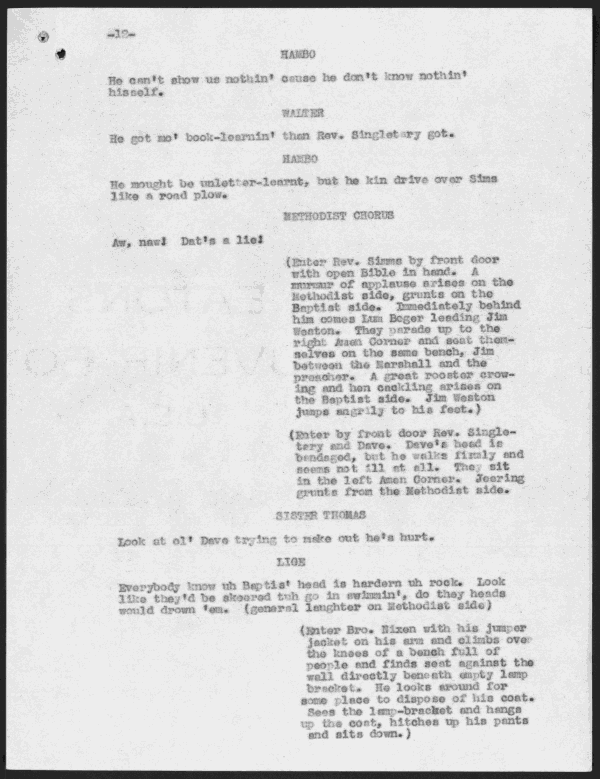 -12-
HAMBO
He can't show us nothin' cause he don't know nothin'
hisself.
WALTER
He got mo' book-learnin' than Rev. Singletary got.
HAMBO
He mought be unletter-learnt, but he kin drive over Sims
like a road plow.
METHODIST CHORUS
Aw, naw! Dat's a lie!
(Enter Rev. Simms by front door
with open Bible in hand. A
murmur of applause arises on the
Methodist side, grunts on the
Baptist side. Immediately behind
him comes Lum Boger leading Jim
Weston. They parade up to the
right Amen Corner and seat them-
selves on the same bench, Jim
between the Marshall and the
preacher. A great rooster crow-
ing and hen cackling arises on
the Baptist side. Jim Weston
jumps angrily to his feet.)
(Enter by front door Rev. Single-
tary and Dave. Dave's head is
bandaged, but he walks firmly and
seems not ill at all. They sit
in the left Amen Corner. Jeering
grunts from the Methodist side.
SISTER THOMAS
Look at ol' Dave trying to make out he's hurt.
LIGE
Everybody know uh Baptis' head is hardern uh rock. Look
like they'd be skeered tuh go in swimmin', do they heads
would drown 'em. (general laughter on Methodist side)
(Enter Bro. Nixon with his jumper
jacket on his arm and climbs over
the knees of a bench full of
people and finds seat against the
wall directly beneath empty lamp
bracket. He looks around for
some place to dispose of his coat.
Sees the lamp-bracket and hangs
up the coat, hitches up his pants
and sits down.)